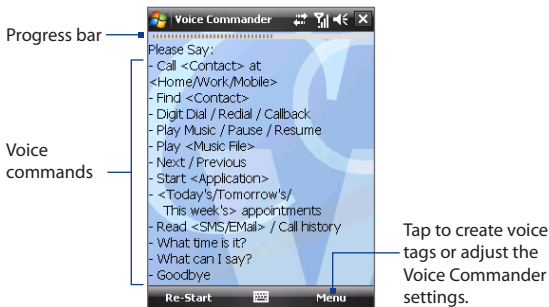 Voice Commander
Progress bar
Please Say:
- Call <Contact> at
<Home/Work/Mobile>
- Find <Contact>
- Digit Dial / Redial / Callback
- Play Music / Pause / Resume
- Play <Music File>
- Next / Previous
- Start <Application>
- <Today's/Tomorrow's/
This week's> appointments
- Read <SMS/EMail> / Call history
- What time is it?
- What can I say?
- Goodbye
Voice
commands
Re-Start
Menu
Tap to create voice
tags or adjust the
Voice Commander
settings.